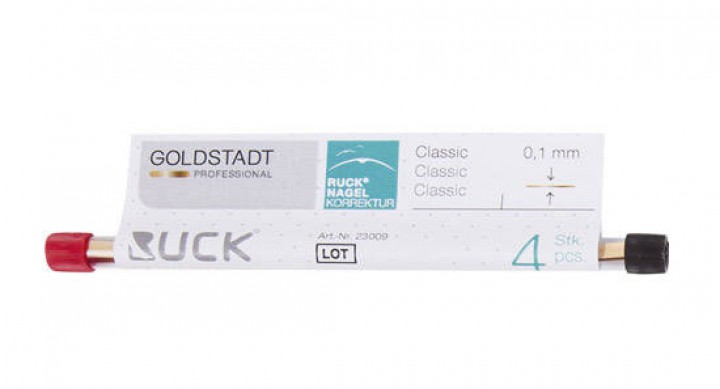 GOLDSTADT
PROFESSIONAL
RUCK®
NAGEL
KORREKTUR
Classic
Classic
Classic
0,1 mm
RUCK®
Art.-Nr. 23009
LOT
4 Stk.
pcs.